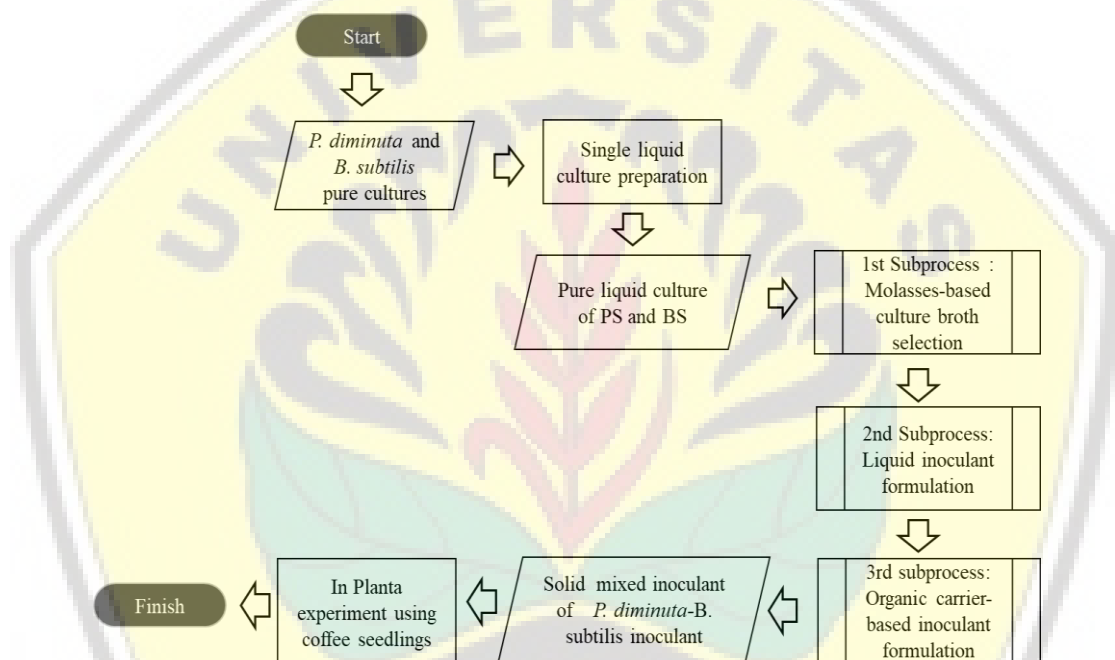 UNIVERSITAS
Start
P. diminuta and
B. subtilis
pure cultures
Single liquid
culture preparation
Pure liquid culture
of PS and BS
1st Subprocess :
Molasses-based
culture broth
selection
2nd Subprocess:
Liquid inoculant
formulation
3rd subprocess:
Organic carrier-
based inoculant
formulation
Solid mixed inoculant
of P. diminuta-B.
subtilis inoculant
In Planta
experiment using
coffee seedlings
Finish